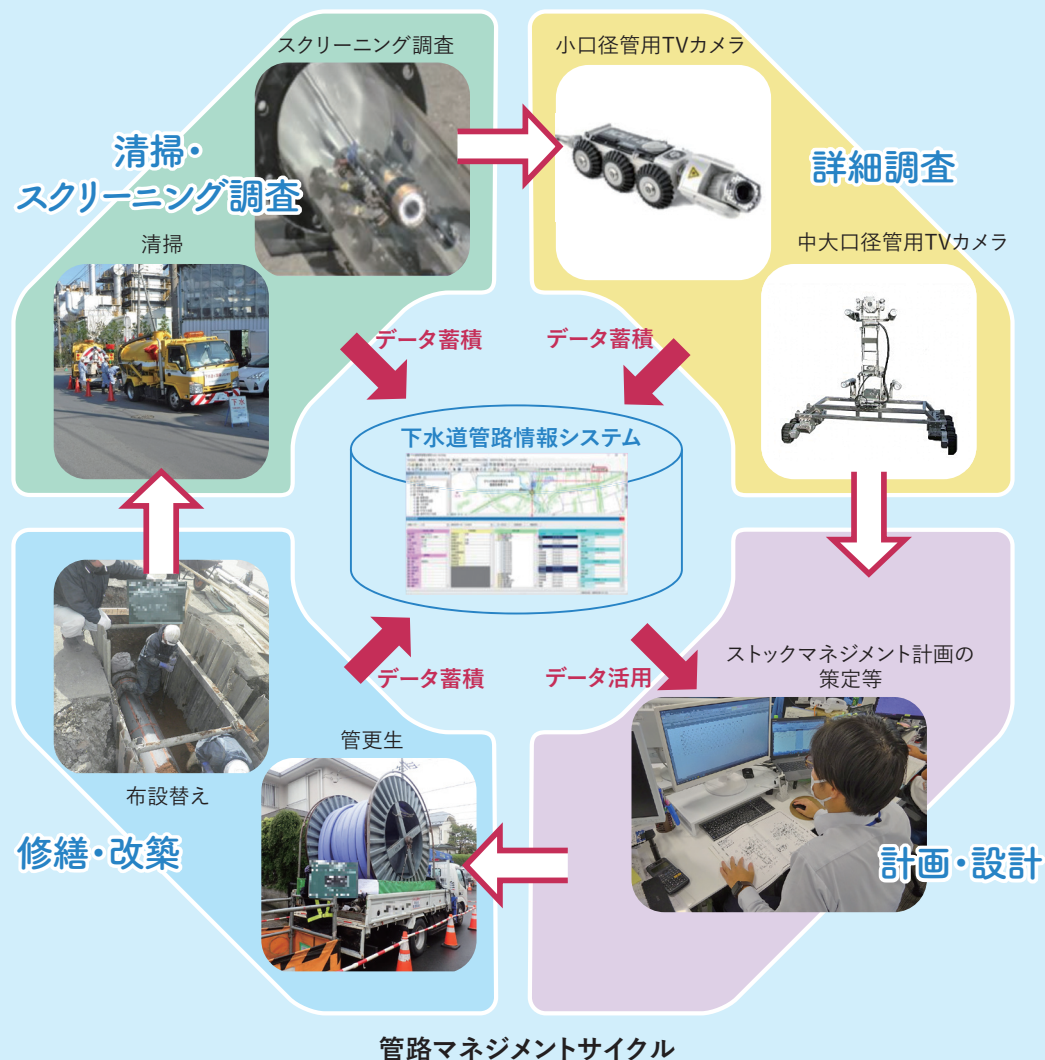 スクリーニング調査
小口径管用TVカメラ
清掃・
スクリーニング調査
詳細調査
清掃
中大口径管用TVカメラ
データ蓄積
データ蓄積
下水道管路情報システム
下水
データ蓄積
データ活用
ストックマネジメント計画の
策定等
布設替え
管更生
修繕・改築
計画・設計
管路マネジメントサイクル